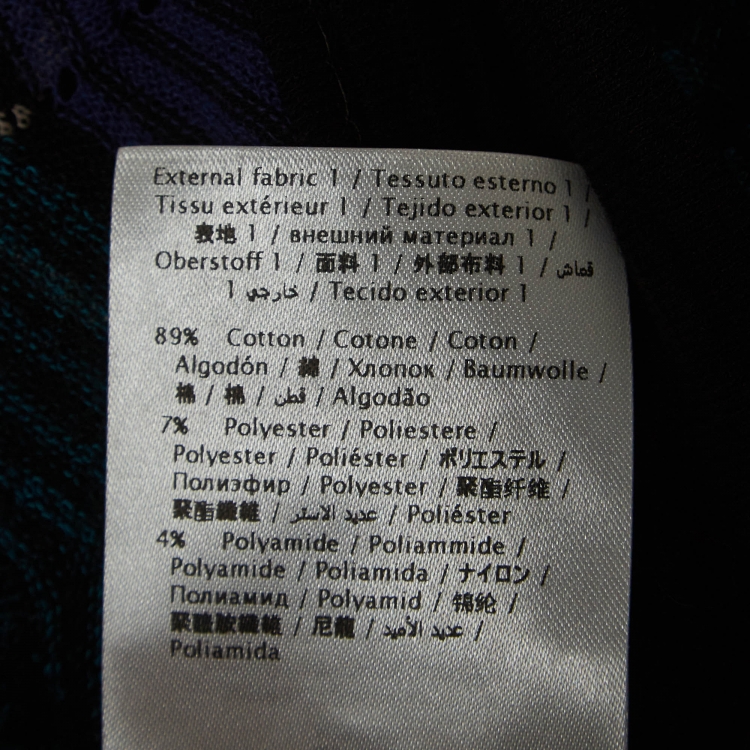 External fabric 1 / Tessuto esterno 1 /
Tissu extérieur 1 / Tejido exterior 1 /
表地 1 / внешний материал 1 /
Oberstoff 1 / 面料 1 / 外部布料 1 / قماش
خارجي 1 / Tecido exterior 1
89% Cotton / Cotone / Coton /
Algodón / 綿 / Хлопок / Baumwolle /
棉 / 棉 / قطن / Algodão
7% Polyester / Poliestere /
Polyester / Poliéster / ポリエステル /
Полиэфир / Polyester / 聚酯纤维 /
聚酯纖維 / عديد الاستر / Poliéster
4% Polyamide / Poliammide /
Polyamide / Poliamida / ナイロン /
Полиамид / Polyamid / 锦纶 /
聚醯胺纖維 / 尼龍 / عديد الأميد /
Poliamida